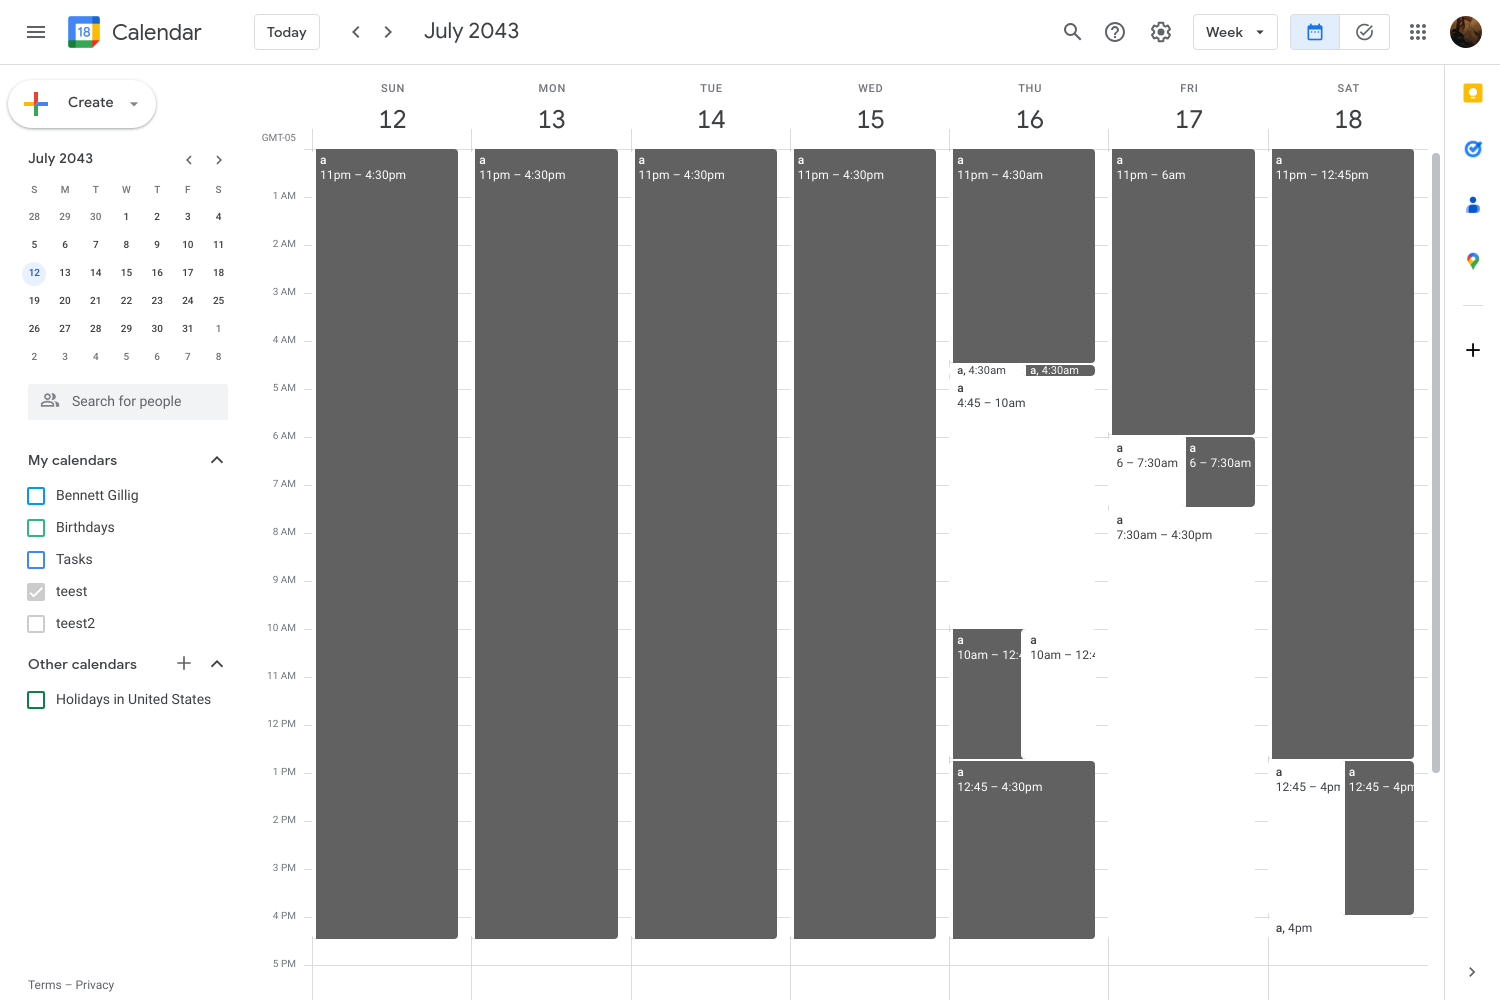 18 Calendar
Today
July 2043
Week
Create
SUN MON TUE WED THU FRI SAT
12 13 14 15 16 17 18
GMT-05
July 2043
S M T W T F S
28 29 30 1 2 3 4
5 6 7 8 9 10 11
12 13 14 15 16 17 18
19 20 21 22 23 24 25
26 27 28 29 30 31 1
2 3 4 5 6 7 8
Search for people
My calendars
Bennett Gillig
Birthdays
Tasks
teest
teest2
Other calendars
Holidays in United States
Terms – Privacy
1 AM
2 AM
3 AM
4 AM
5 AM
6 AM
7 AM
8 AM
9 AM
10 AM
11 AM
12 PM
1 PM
2 PM
3 PM
4 PM
5 PM
a
11pm – 4:30pm
a
11pm – 4:30pm
a
11pm – 4:30pm
a
11pm – 4:30pm
a
11pm – 4:30am
a, 4:30am
a, 4:30am
a
4:45 – 10am
a
10am – 12:4
a
10am – 12:4
a
12:45 – 4:30pm
a
11pm – 6am
a
6 – 7:30am
a
6 – 7:30am
a
7:30am – 4:30pm
a
11pm – 12:45pm
a
12:45 – 4pm
a
12:45 – 4pm
a, 4pm